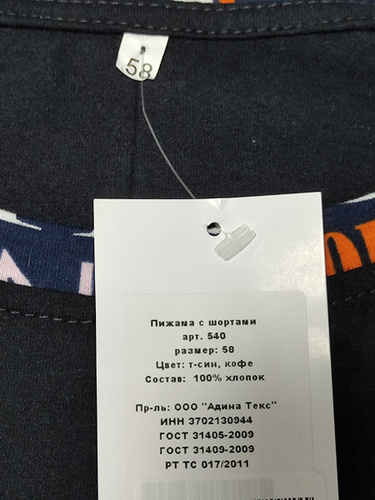 58
Пижама с шортами
арт. 540
размер: 58
Цвет: т-син, кофе
Состав: 100% хлопок
Пр-ль: ООО "Адина Текс"
ИНН 3702130944
ГОСТ 31405-2009
ГОСТ 31409-2009
РТ ТС 017/2011